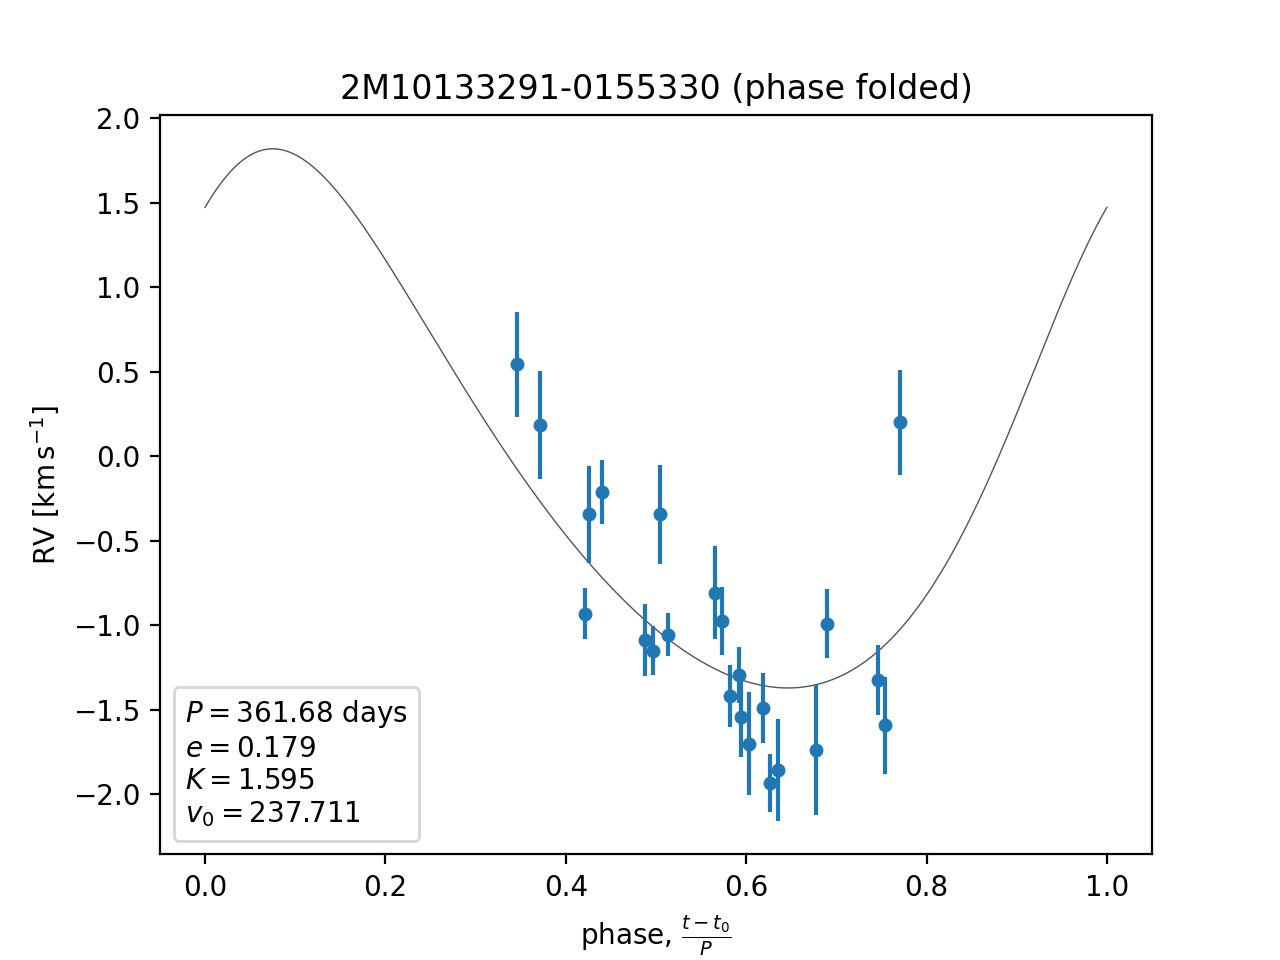 2M10133291-0155330 (phase folded)
RV [km s⁻¹]
2.0
1.5
1.0
0.5
0.0
−0.5
−1.0
−1.5
−2.0
P = 361.68 days
e = 0.179
K = 1.595
v₀ = 237.711
0.0 0.2 0.4 0.6 0.8 1.0
phase, (t − t₀)/P